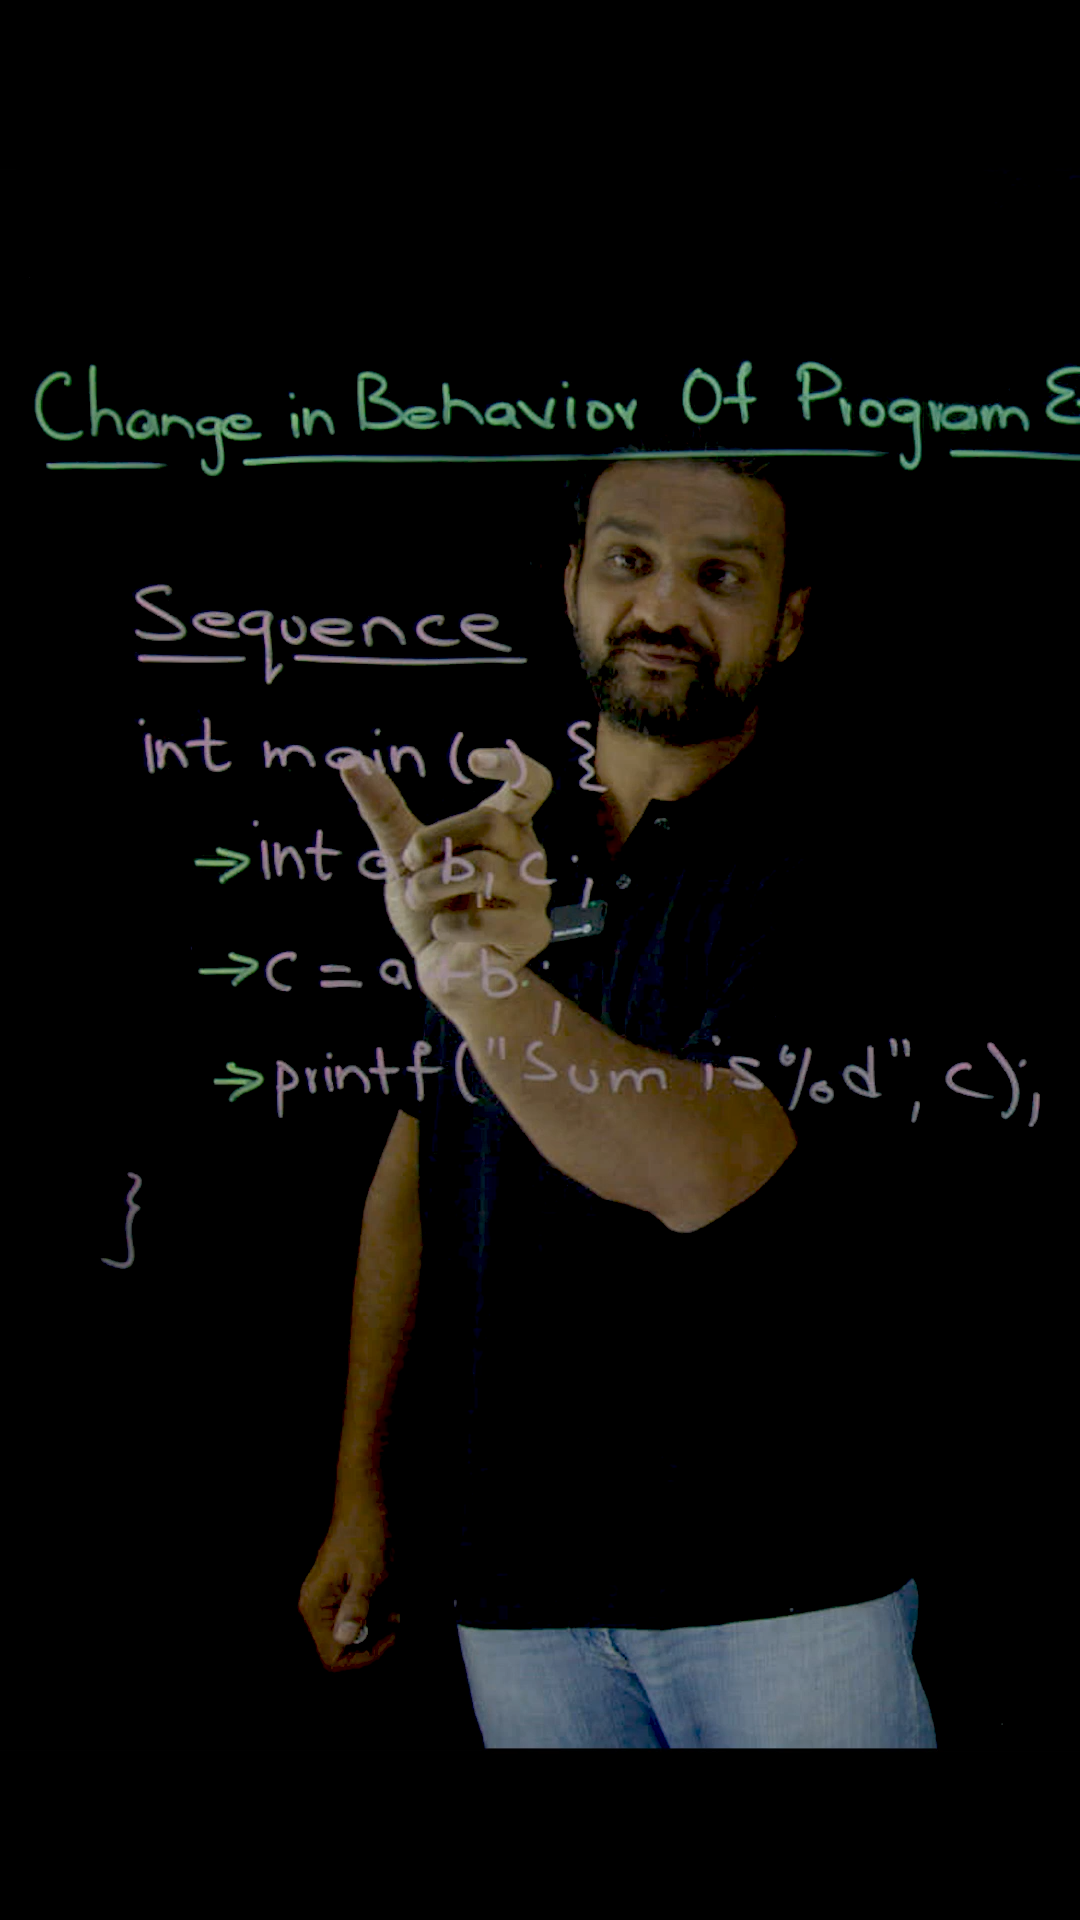 Change in Behavior Of Program
Sequence
int main() {
→int a, b, c;
→c = a+b;
→printf("Sum is %d", c);
}